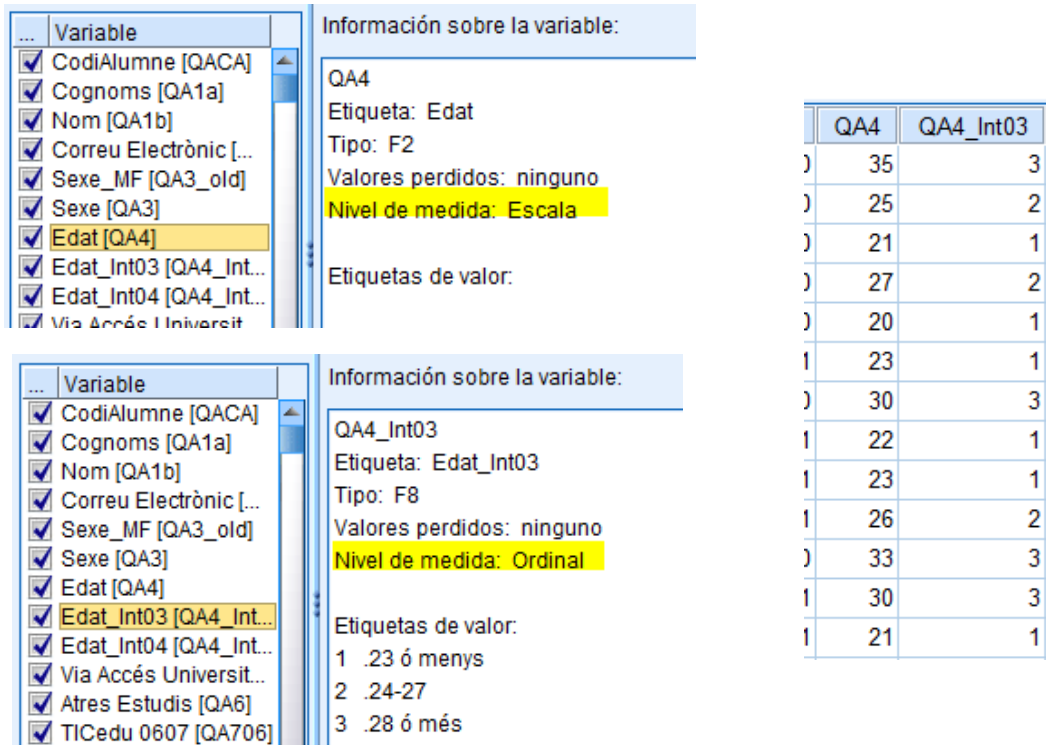 ... Variable
CodiAlumne [QACA]
Cognoms [QA1a]
Nom [QA1b]
Correu Electrònic [...
Sexe_MF [QA3_old]
Sexe [QA3]
Edat [QA4]
Edat_Int03 [QA4_Int...
Edat_Int04 [QA4_Int...
Via Accés Universit...
Información sobre la variable:
QA4
Etiqueta: Edat
Tipo: F2
Valores perdidos: ninguno
Nivel de medida: Escala
Etiquetas de valor:
... Variable
CodiAlumne [QACA]
Cognoms [QA1a]
Nom [QA1b]
Correu Electrònic [...
Sexe_MF [QA3_old]
Sexe [QA3]
Edat [QA4]
Edat_Int03 [QA4_Int...
Edat_Int04 [QA4_Int...
Via Accés Universit...
Atres Estudis [QA6]
TICedu 0607 [QA706]
Información sobre la variable:
QA4_Int03
Etiqueta: Edat_Int03
Tipo: F8
Valores perdidos: ninguno
Nivel de medida: Ordinal
Etiquetas de valor:
1 .23 ó menys
2 .24-27
3 .28 ó més
QA4 QA4_Int03
35 3
25 2
21 1
27 2
20 1
23 1
30 3
22 1
23 1
26 2
33 3
30 3
21 1